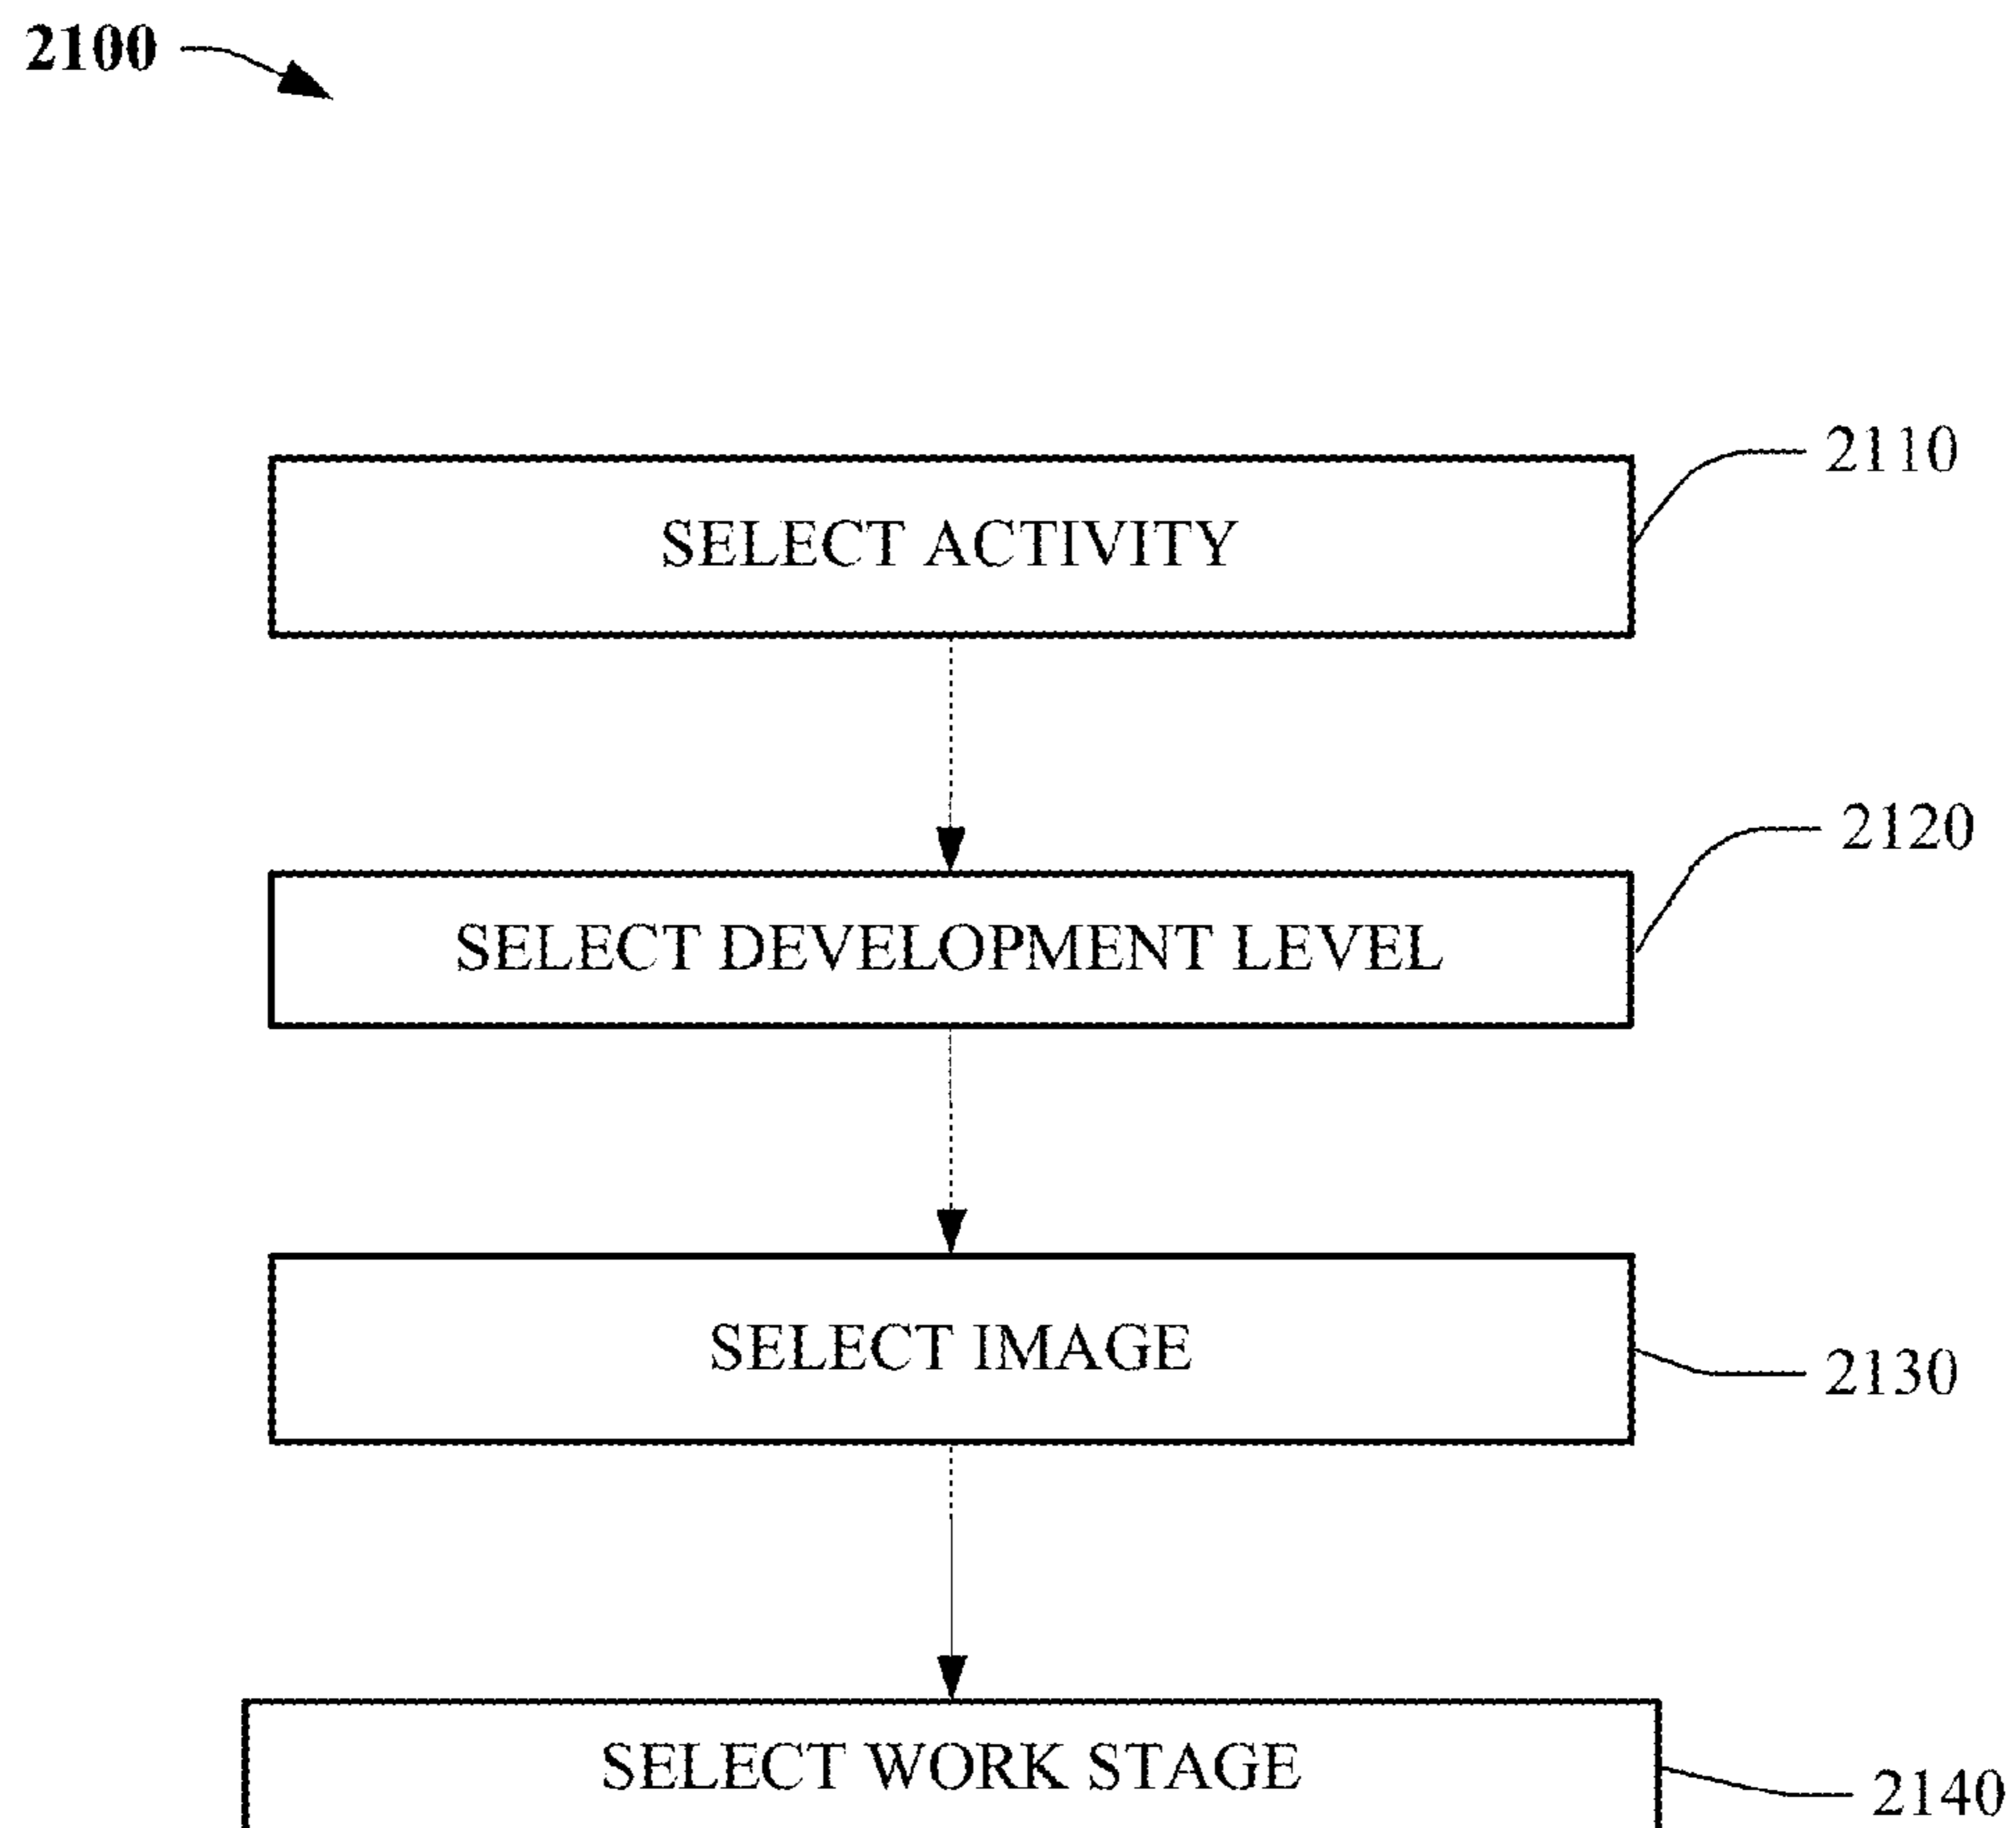 2100
SELECT ACTIVITY
2110
SELECT DEVELOPMENT LEVEL
2120
SELECT IMAGE
2130
SELECT WORK STAGE
2140